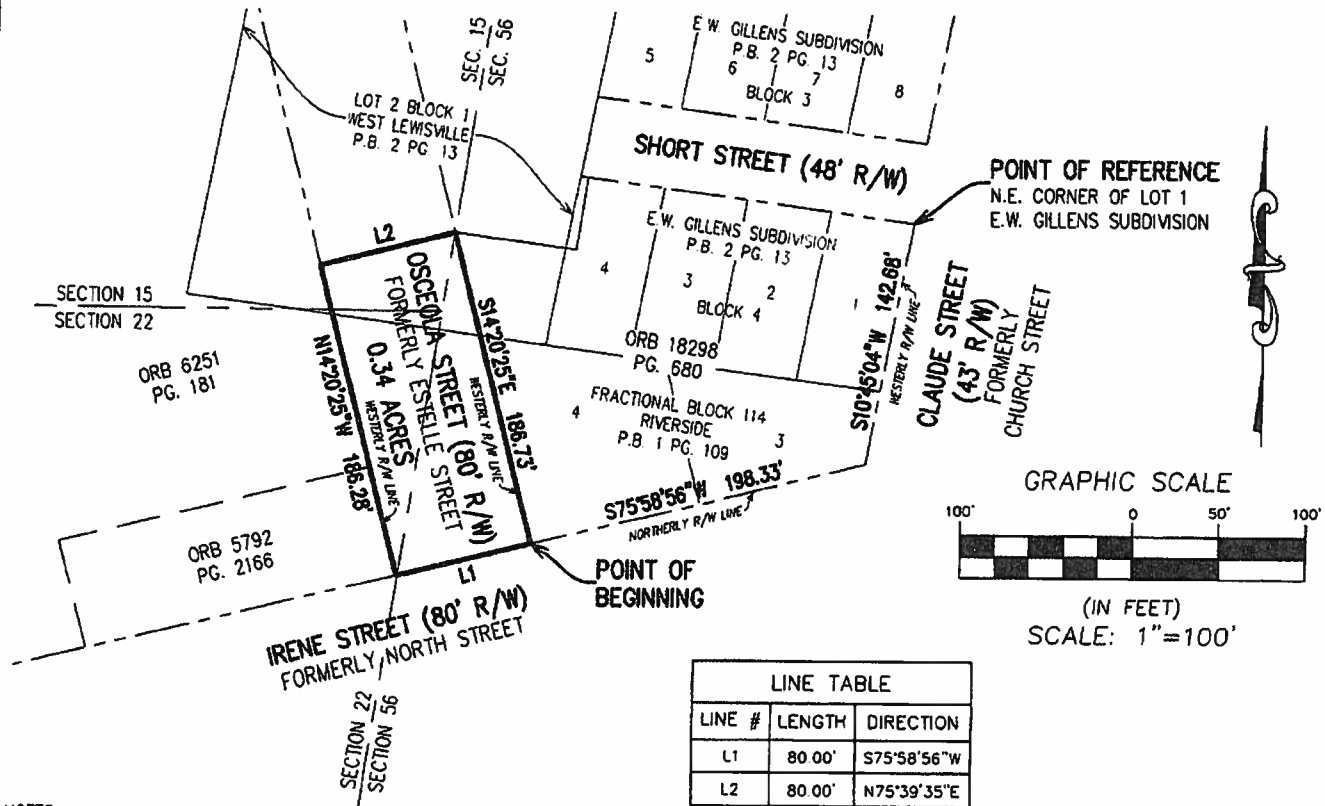 SEC. 15
SEC. 56
E.W. GILLENS SUBDIVISION
P.B. 2 PG. 13
5
6
7
8
BLOCK 3
LOT 2 BLOCK 1
WEST LEWISVILLE
P.B. 2 PG. 13
SHORT STREET (48' R/W)
POINT OF REFERENCE
N.E. CORNER OF LOT 1
E.W. GILLENS SUBDIVISION
L2
E.W. GILLENS SUBDIVISION
P.B. 2 PG. 13
4
3
2
1
BLOCK 4
SECTION 15
SECTION 22
ORB 6251
PG. 181
N14°20'25"W 186.28'
WESTERLY R/W LINE
0.34 ACRES
OSCEOLA STREET (80' R/W)
FORMERLY ESTELLE STREET
WESTERLY R/W LINE
S14°20'25"E 186.73'
ORB 18298
PG. 680
S10°45'04"W 142.68'
WESTERLY R/W LINE
CLAUDE STREET
(43' R/W)
FORMERLY
CHURCH STREET
4
FRACTIONAL BLOCK 114
RIVERSIDE
P.B. 1 PG. 109
3
S75°58'56"W 198.33'
NORTHERLY R/W LINE
ORB 5792
PG. 2166
L1
POINT OF
BEGINNING
IRENE STREET (80' R/W)
FORMERLY NORTH STREET
SECTION 22
SECTION 56
GRAPHIC SCALE
100' 0 50' 100'
(IN FEET)
SCALE: 1"=100'
LINE TABLE
LINE # LENGTH DIRECTION
L1 80.00' S75°58'56"W
L2 80.00' N75°39'35"E